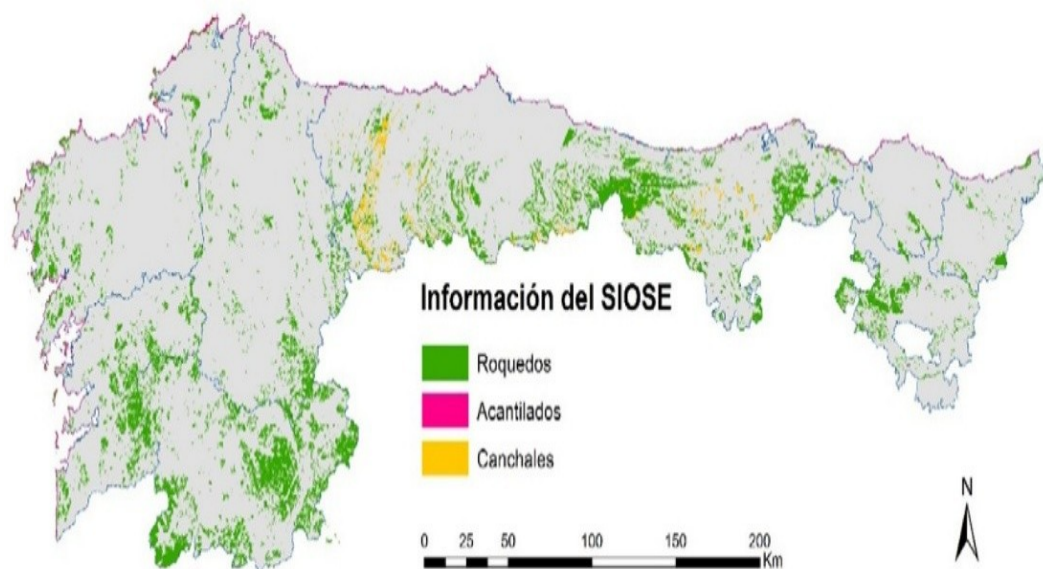 Información del SIOSE
Roquedos
Acantilados
Canchales
0 25 50 100 150 200
Km
N